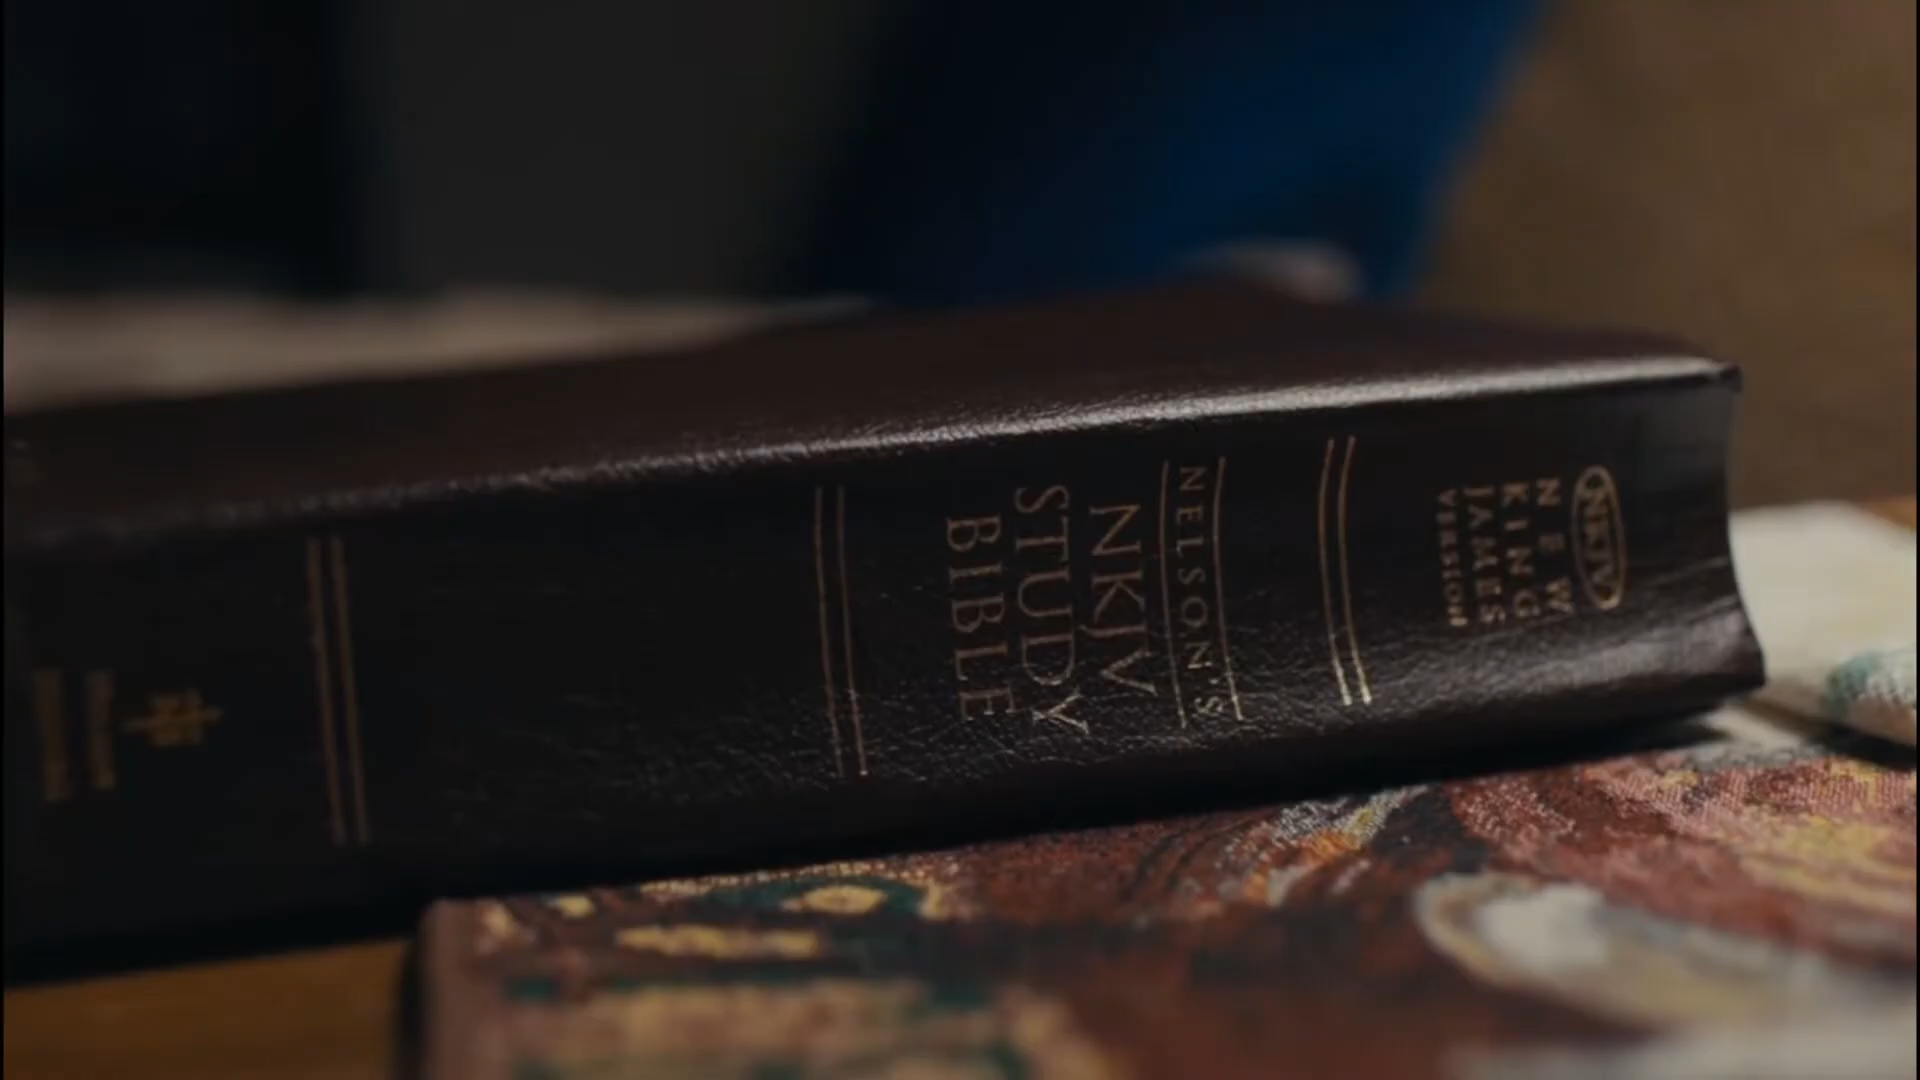 NKJV
NEW
KING
JAMES
VERSION
NELSON'S
NKJV
STUDY
BIBLE